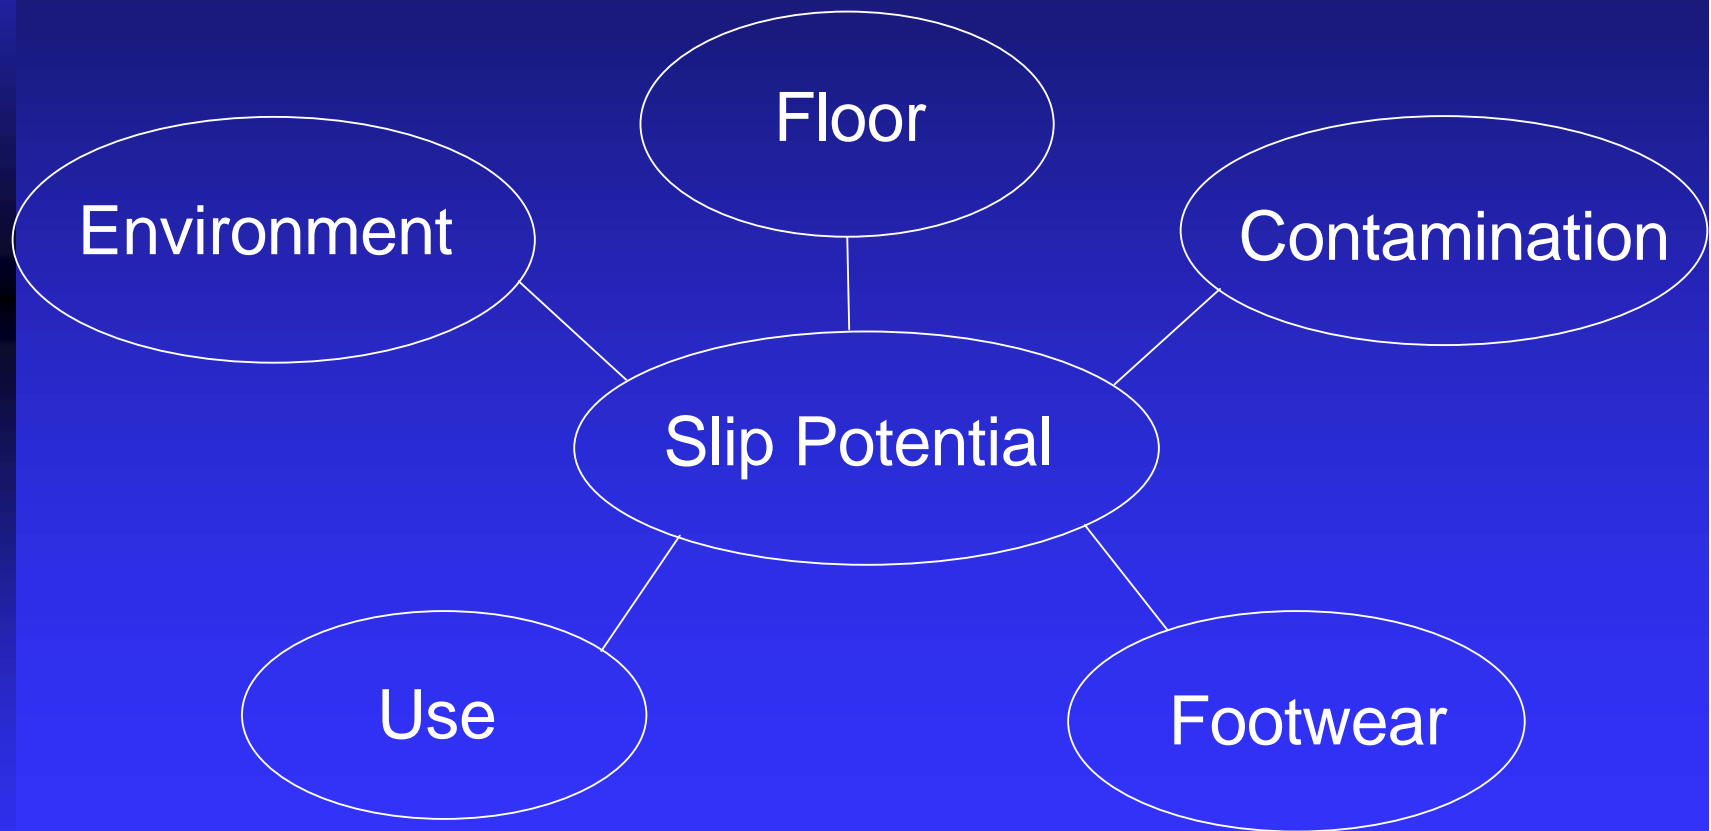 Floor
Environment
Contamination
Slip Potential
Use
Footwear